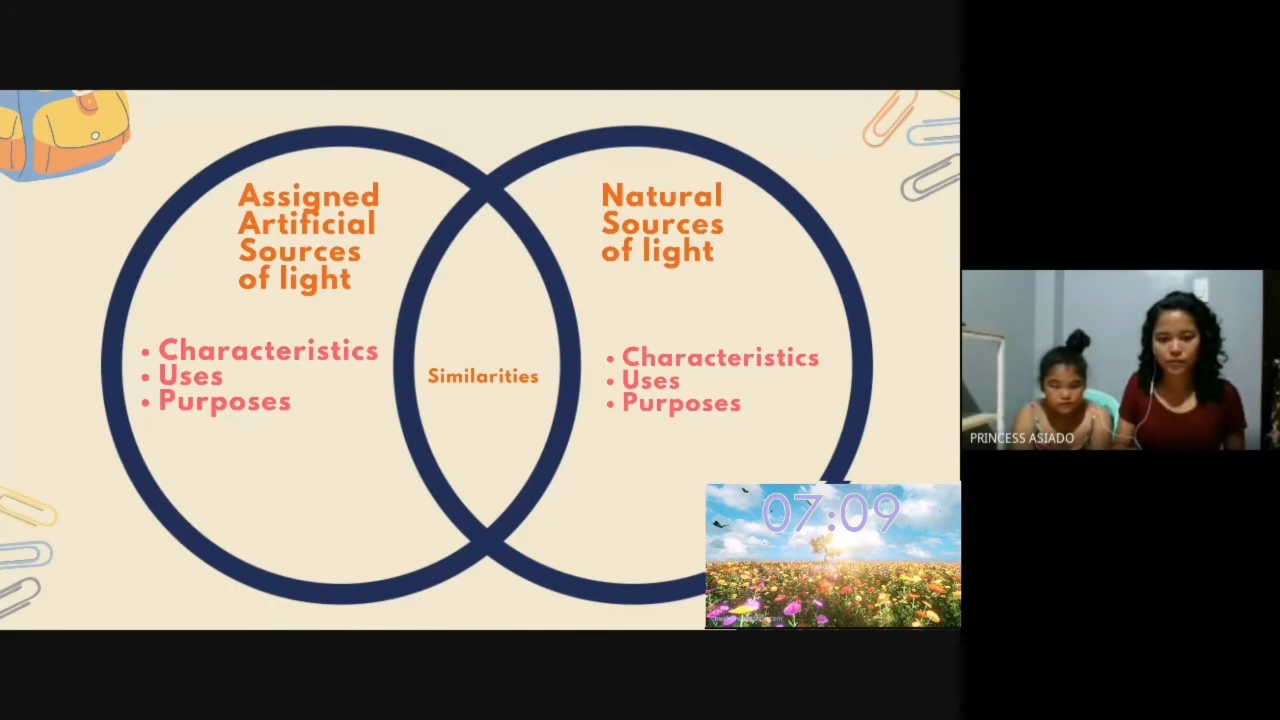 Assigned
Artificial
Sources
of light
• Characteristics
• Uses
• Purposes
Similarities
Natural
Sources
of light
• Characteristics
• Uses
• Purposes
07:09
PRINCESS ASIADO